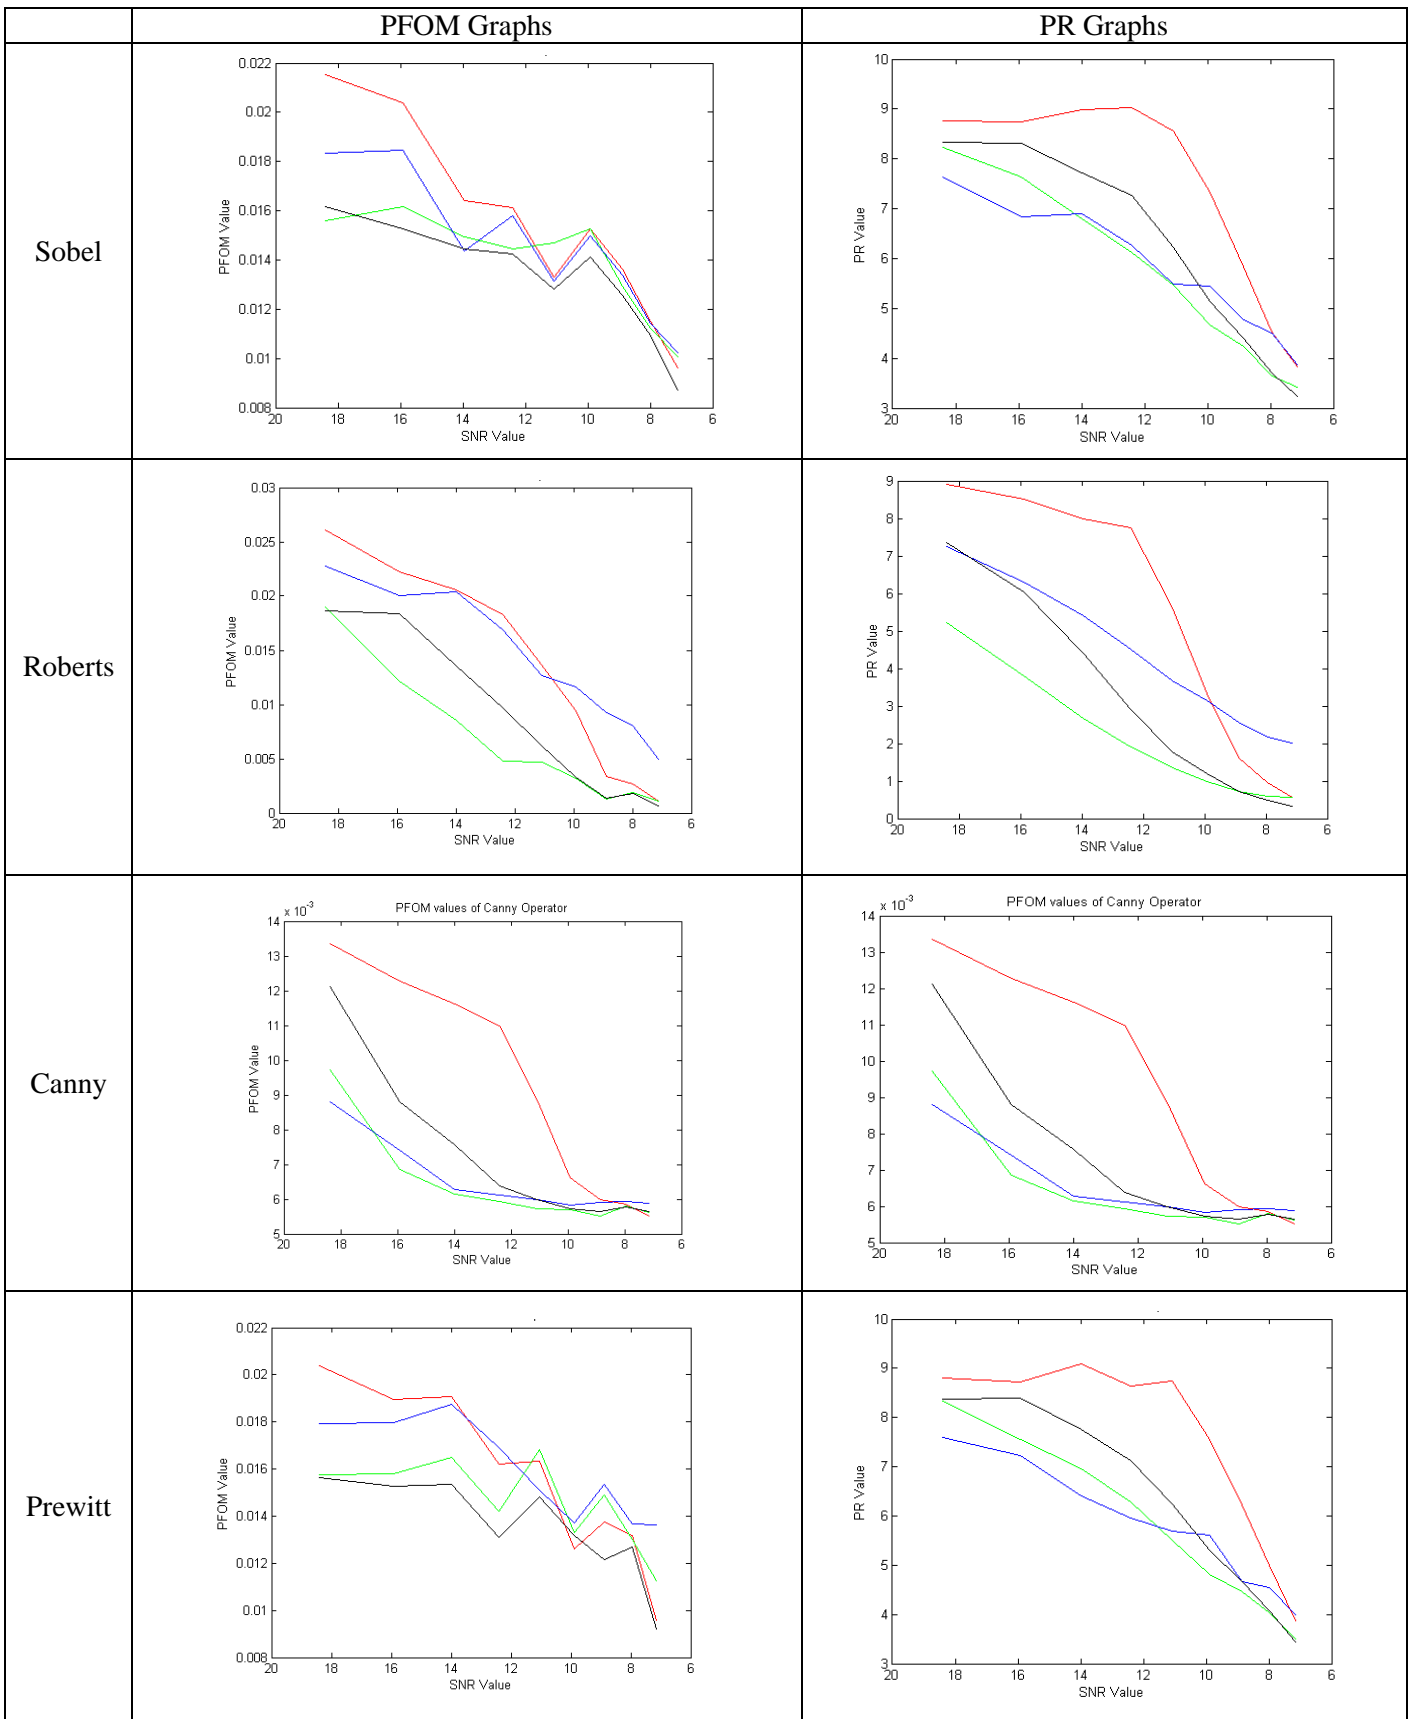 PFOM Graphs PR Graphs
Sobel
0.022
0.02
0.018
0.016
0.014
0.012
0.01
0.008
PFOM Value
20 18 16 14 12 10 8 6
SNR Value
10
9
8
7
6
5
4
3
PR Value
20 18 16 14 12 10 8 6
SNR Value
Roberts
0.03
0.025
0.02
0.015
0.01
0.005
0
PFOM Value
20 18 16 14 12 10 8 6
SNR Value
9
8
7
6
5
4
3
2
1
0
PR Value
20 18 16 14 12 10 8 6
SNR Value
Canny
x 10-3
PFOM values of Canny Operator
14
13
12
11
10
9
8
7
6
5
PFOM Value
20 18 16 14 12 10 8 6
SNR Value
x 10-3
PFOM values of Canny Operator
14
13
12
11
10
9
8
7
6
5
20 18 16 14 12 10 8 6
SNR Value
Prewitt
0.022
0.02
0.018
0.016
0.014
0.012
0.01
0.008
PFOM Value
20 18 16 14 12 10 8 6
SNR Value
10
9
8
7
6
5
4
3
PR Value
20 18 16 14 12 10 8 6
SNR Value